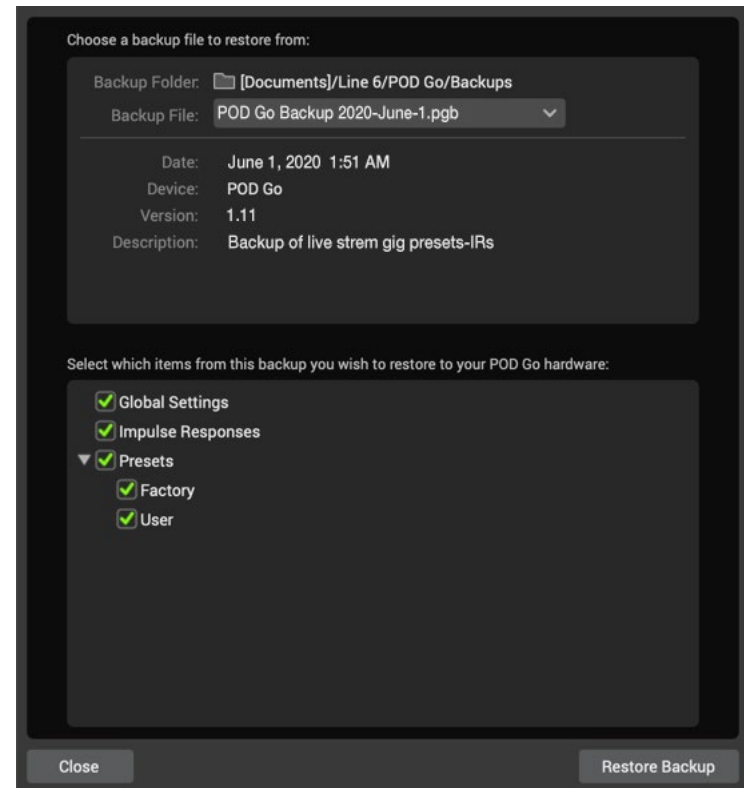 Choose a backup file to restore from:
Backup Folder: [Documents]/Line 6/POD Go/Backups
Backup File: POD Go Backup 2020-June-1.pgb
Date: June 1, 2020 1:51 AM
Device: POD Go
Version: 1.11
Description: Backup of live strem gig presets-IRs
Select which items from this backup you wish to restore to your POD Go hardware:
Global Settings
Impulse Responses
Presets
Factory
User
Close Restore Backup